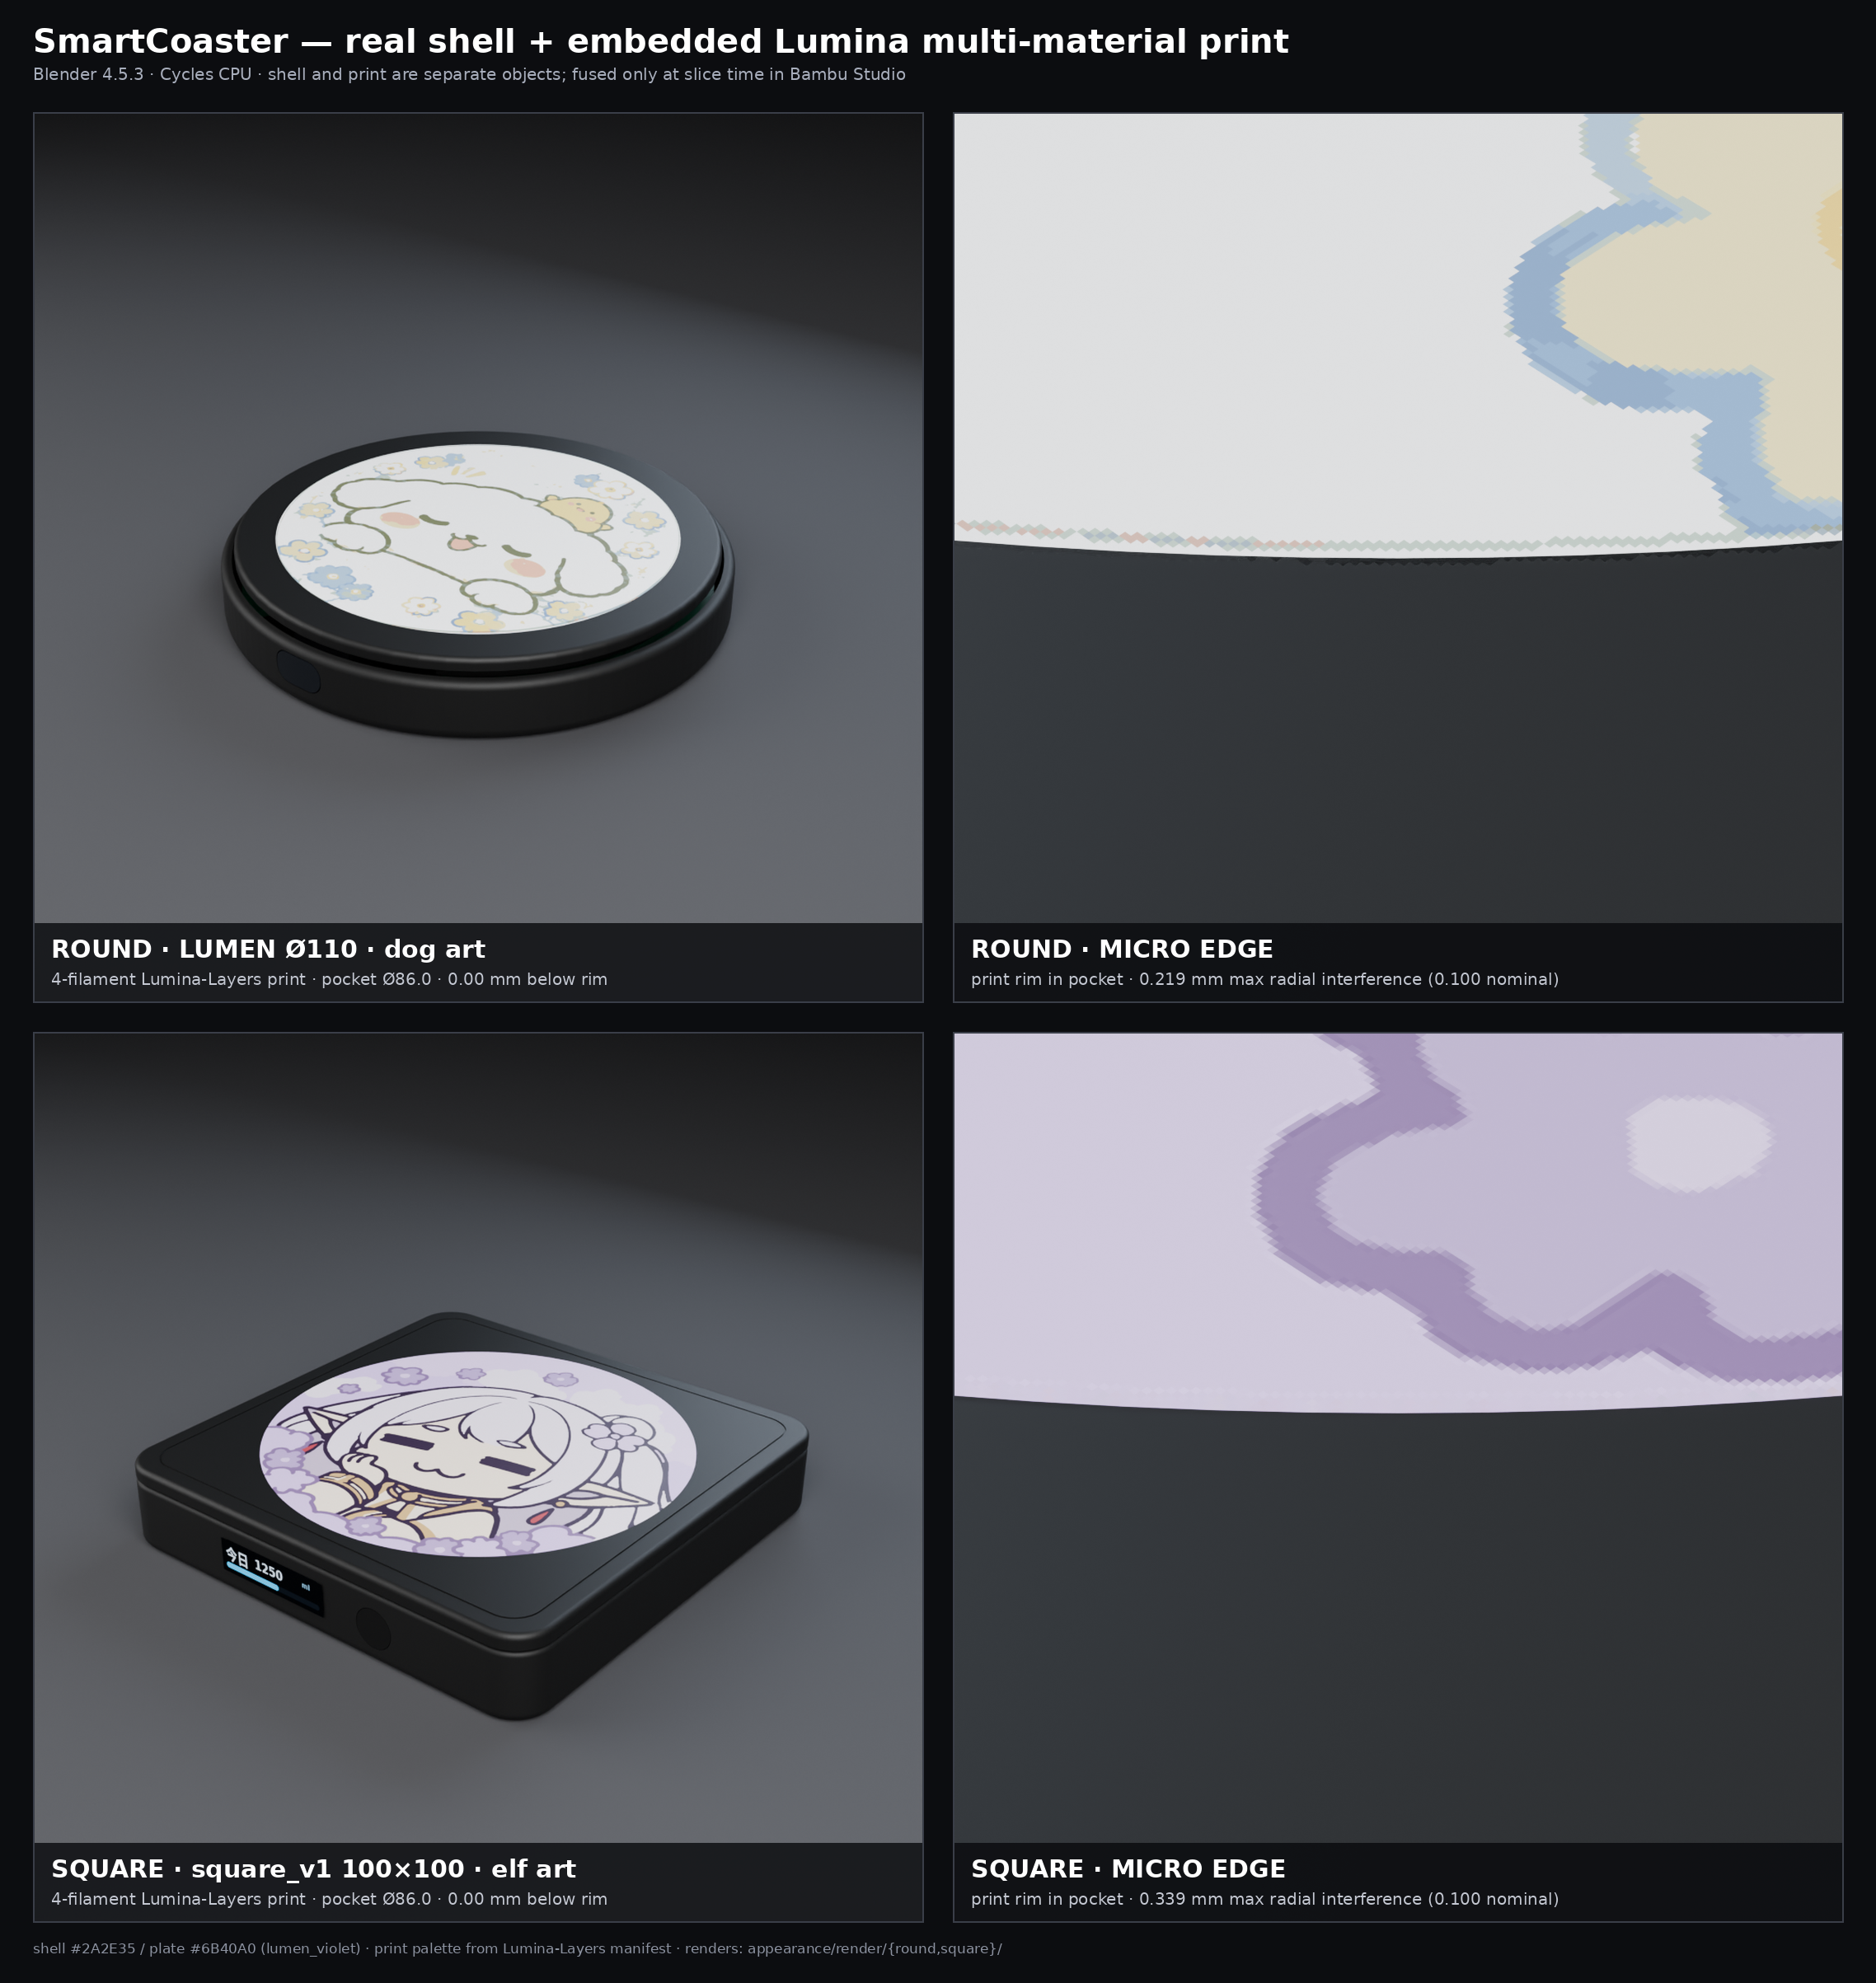 SmartCoaster — real shell + embedded Lumina multi-material print
Blender 4.5.3 · Cycles CPU · shell and print are separate objects; fused only at slice time in Bambu Studio
ROUND · LUMEN Ø110 · dog art
4-filament Lumina-Layers print · pocket Ø86.0 · 0.00 mm below rim
ROUND · MICRO EDGE
print rim in pocket · 0.219 mm max radial interference (0.100 nominal)
今日 1250 ml
SQUARE · square_v1 100×100 · elf art
4-filament Lumina-Layers print · pocket Ø86.0 · 0.00 mm below rim
SQUARE · MICRO EDGE
print rim in pocket · 0.339 mm max radial interference (0.100 nominal)
shell #2A2E35 / plate #6B40A0 (lumen_violet) · print palette from Lumina-Layers manifest · renders: appearance/render/{round,square}/